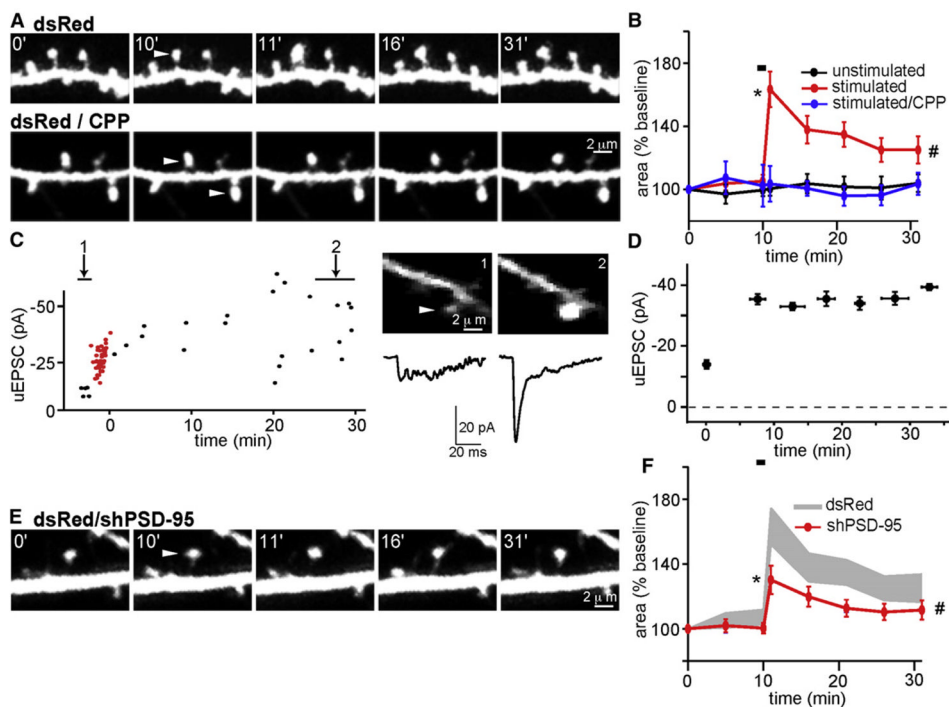 A dsRed
0' 10' 11' 16' 31'
dsRed / CPP
2 μm
B
180
140
100
area (% baseline)
*
unstimulated
stimulated
stimulated/CPP
#
0 10 20 30
time (min)
C
1 2
-50
-25
0
uEPSC (pA)
0 10 20 30
time (min)
1 2
2 μ m
20 pA
20 ms
D
-40
-20
0
uEPSC (pA)
0 10 20 30
time (min)
E dsRed/shPSD-95
0' 10' 11' 16' 31'
2 μm
F
180
140
100
area (% baseline)
*
dsRed
shPSD-95
#
0 10 20 30
time (min)